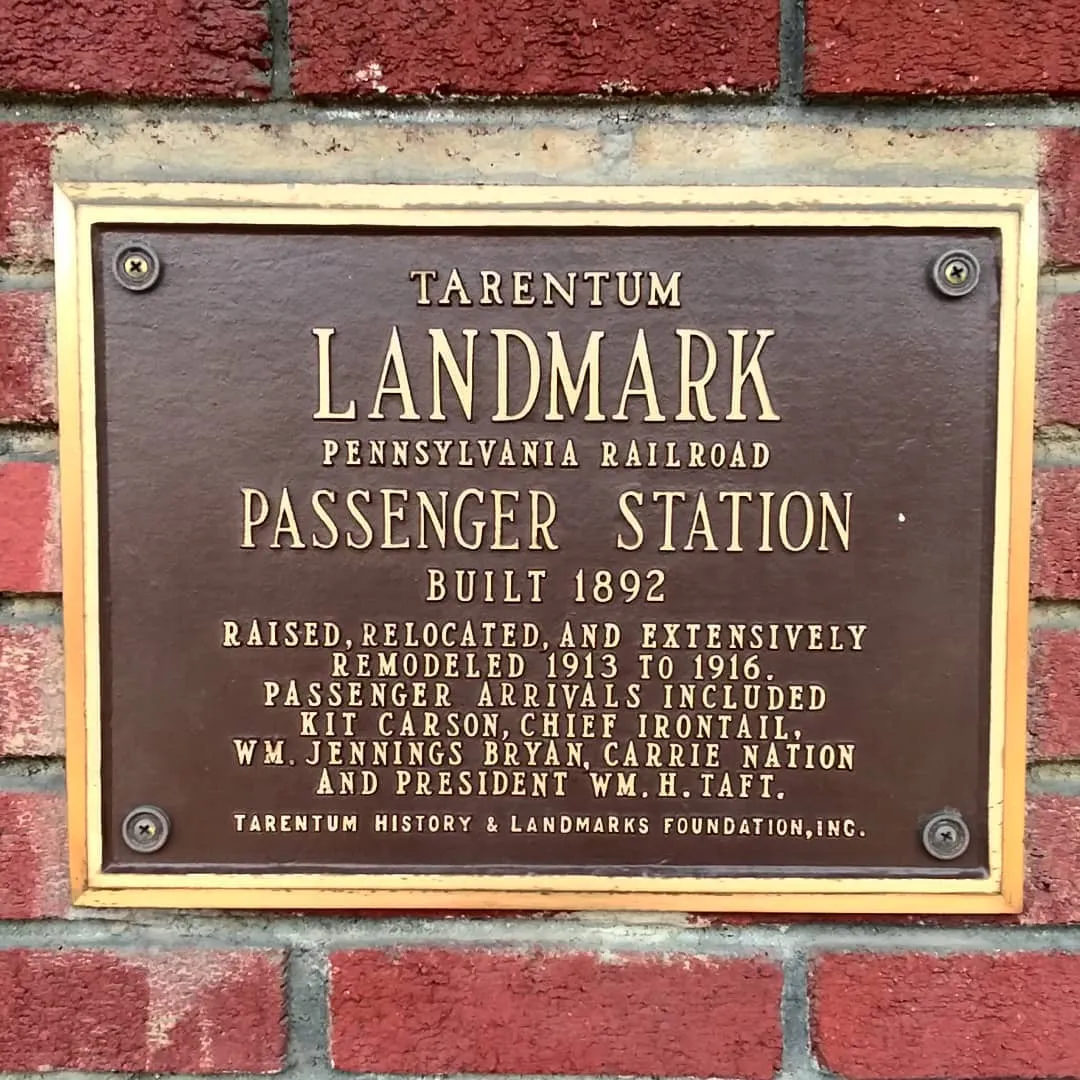 TARENTUM
LANDMARK
PENNSYLVANIA RAILROAD
PASSENGER STATION
BUILT 1892
RAISED, RELOCATED, AND EXTENSIVELY
REMODELED 1913 TO 1916.
PASSENGER ARRIVALS INCLUDED
KIT CARSON, CHIEF IRONTAIL,
WM. JENNINGS BRYAN, CARRIE NATION
AND PRESIDENT WM. H. TAFT.
TARENTUM HISTORY & LANDMARKS FOUNDATION, INC.